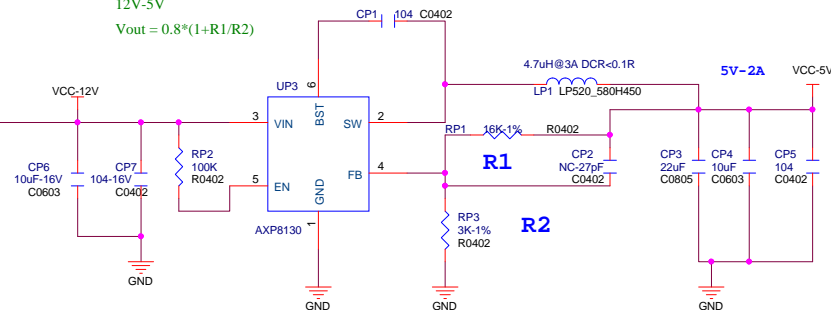 12V-5V
Vout = 0.8*(1+R1/R2)
CP1 104 C0402
4.7uH@3A DCR<0.1R
LP1 LP520_580H450
5V-2A
VCC-5V
VCC-12V
UP3
6
BST
3 VIN
SW 2
5 EN
FB 4
GND
1
AXP8130
RP1 16K-1% R0402
R1
CP2
NC-27pF
C0402
RP2
100K
R0402
CP6
10uF-16V
C0603
CP7
104-16V
C0402
CP3
22uF
C0805
CP4
10uF
C0603
CP5
104
C0402
RP3
3K-1%
R0402
R2
GND
GND
GND
GND